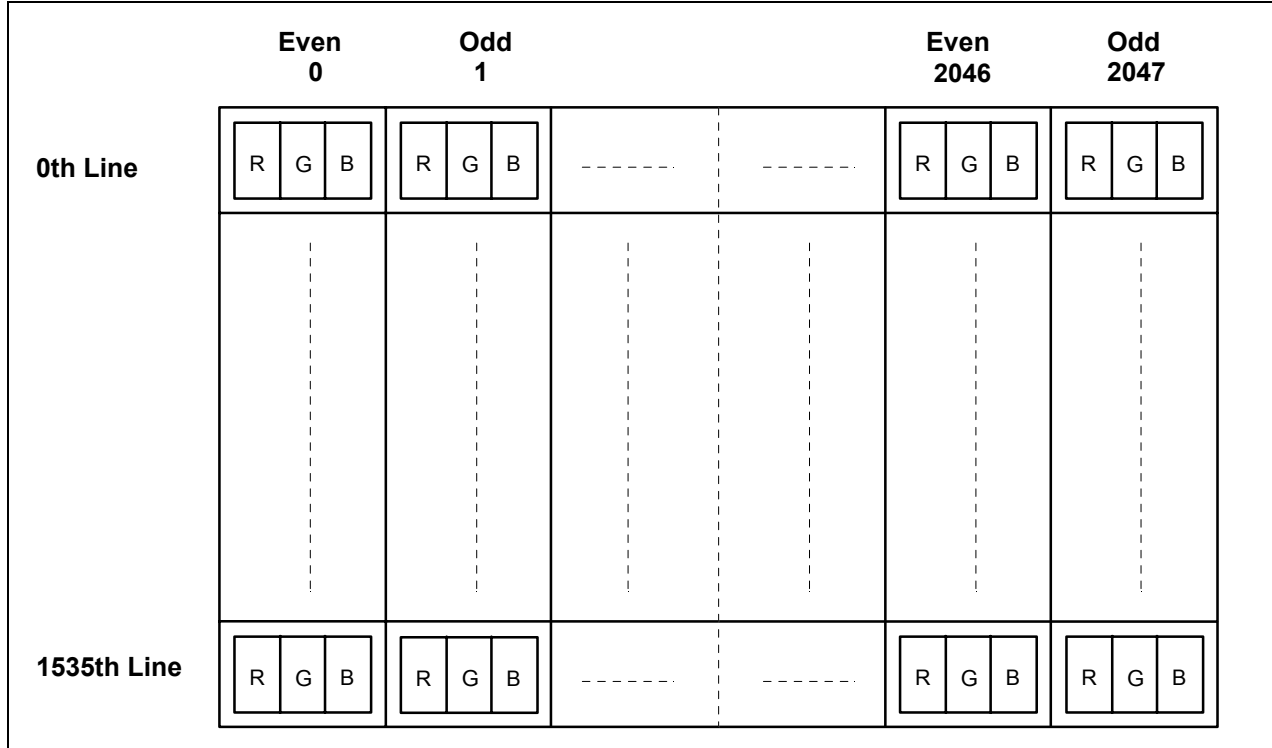 Even Odd Even Odd
0 1 2046 2047
0th Line R G B R G B R G B R G B
1535th Line R G B R G B R G B R G B